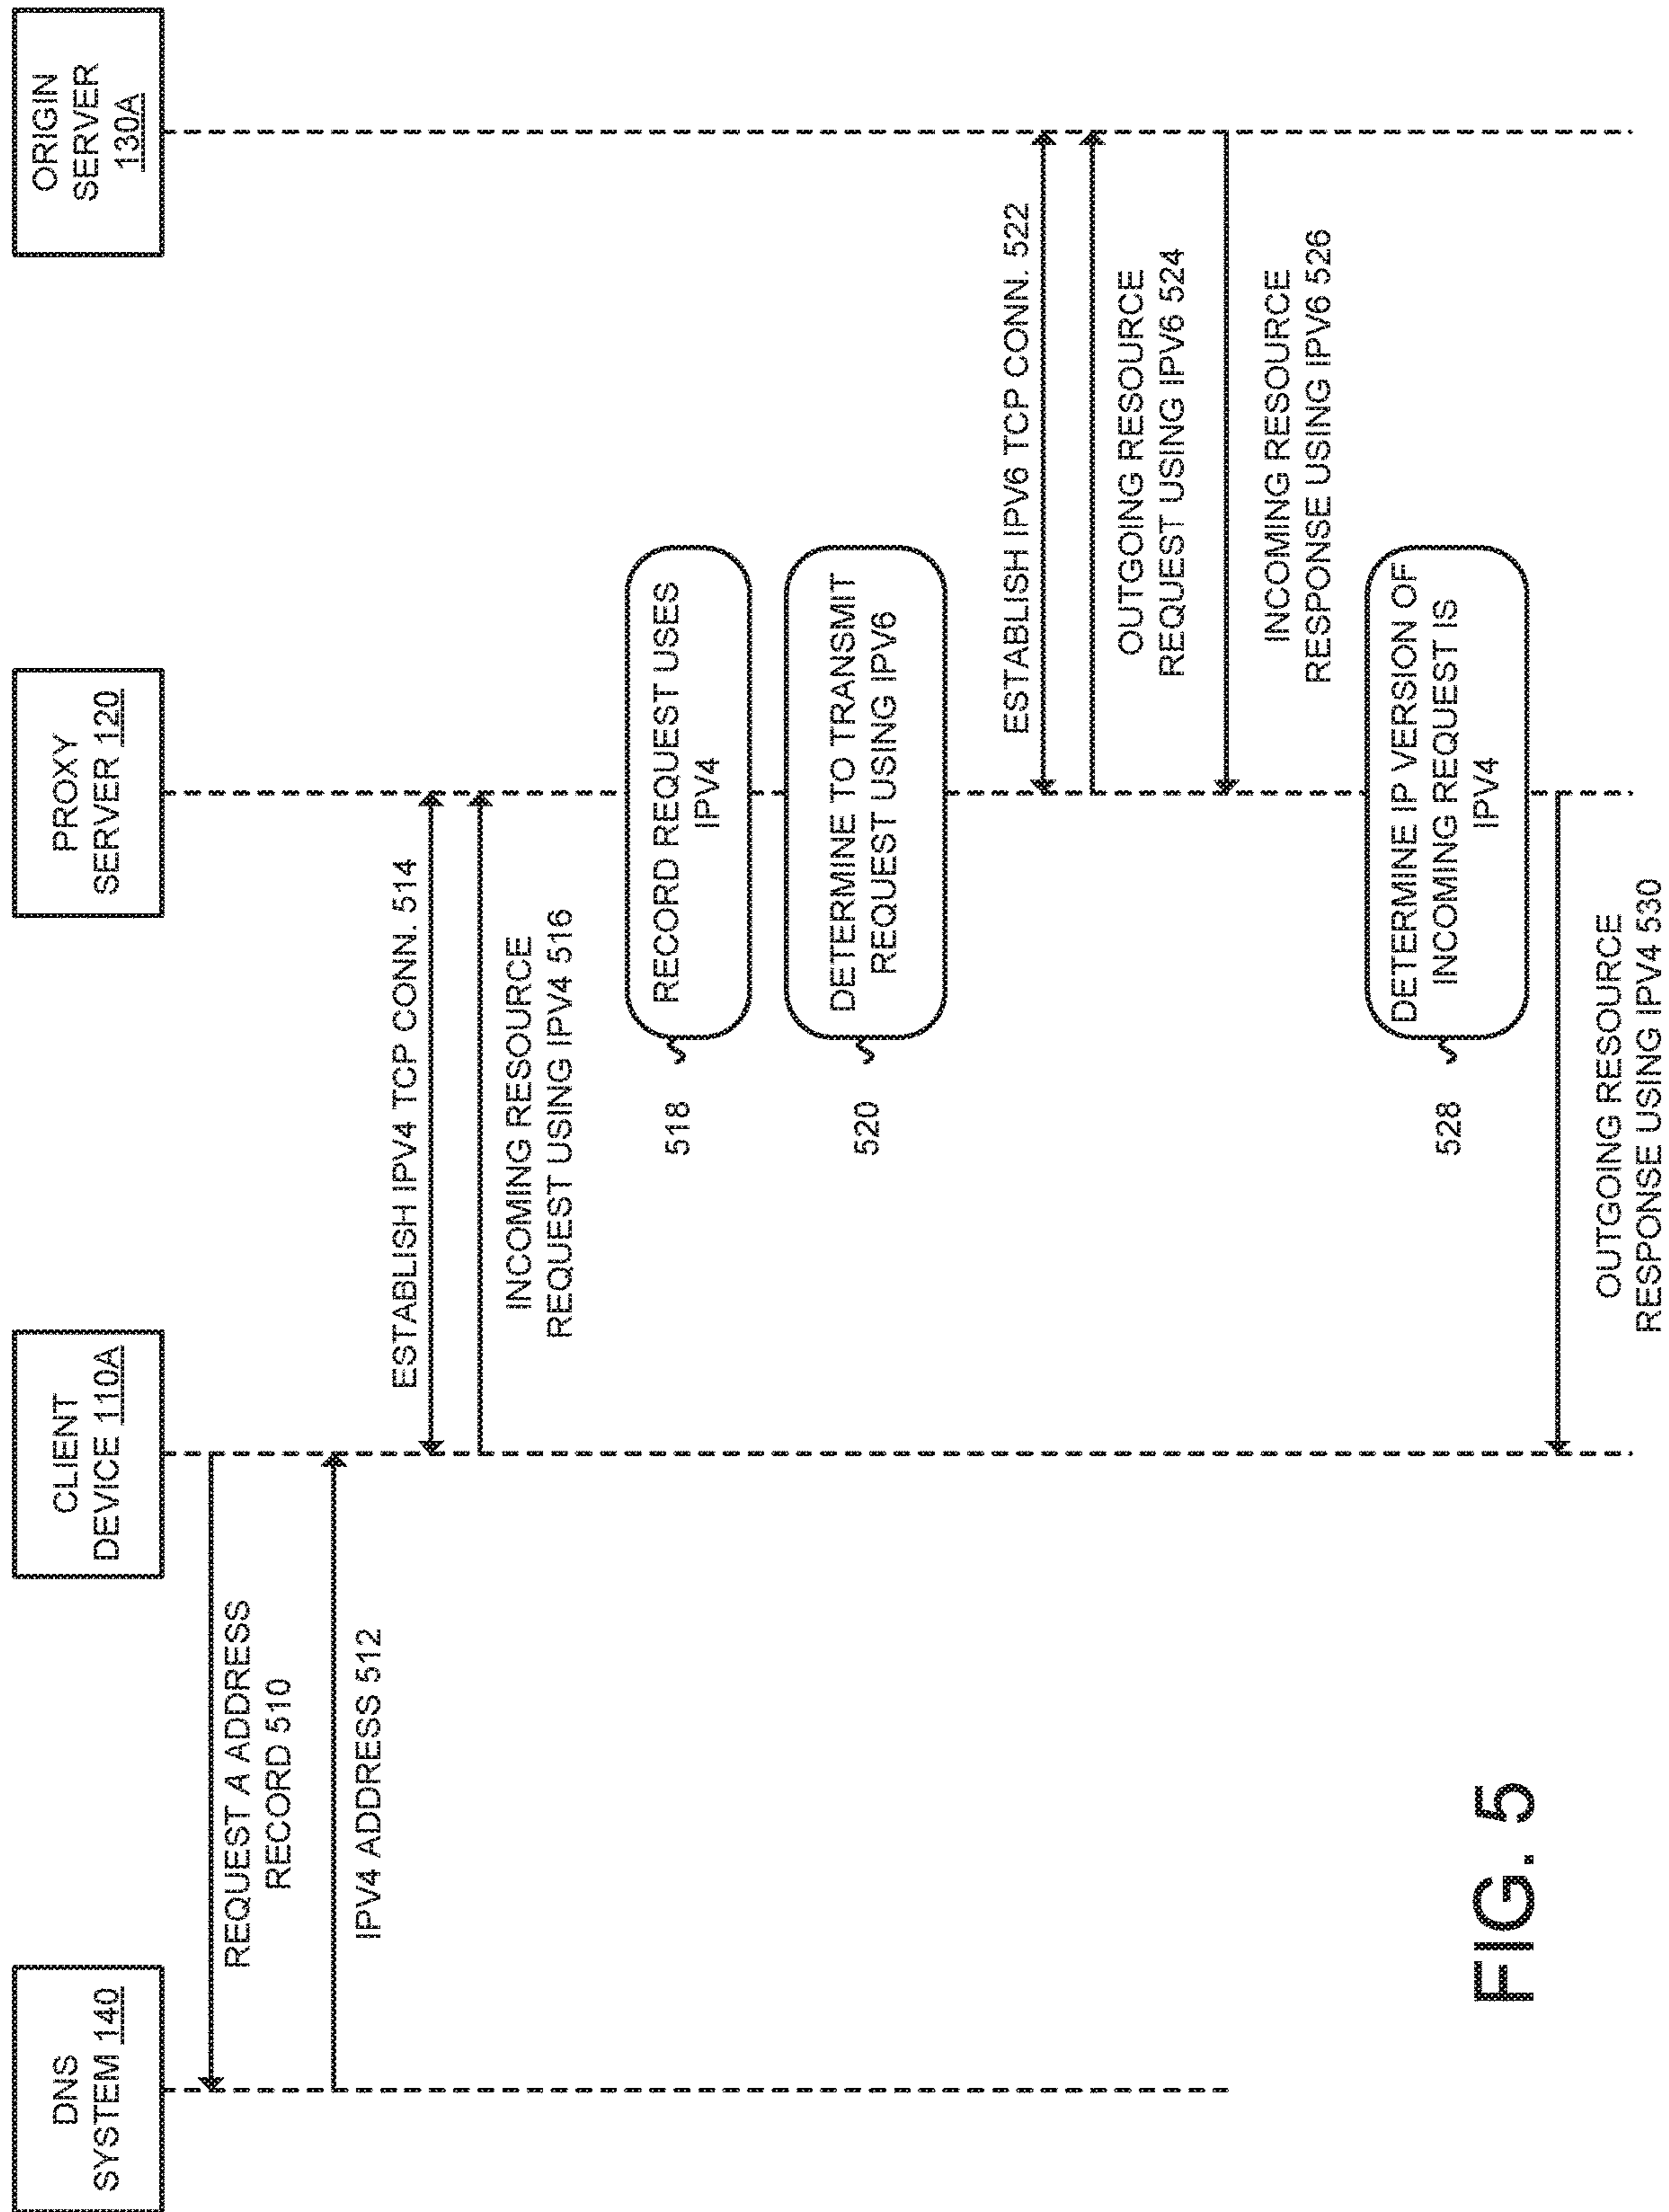 DNS
SYSTEM 140
CLIENT
DEVICE 110A
PROXY
SERVER 120
ORIGIN
SERVER
130A
REQUEST A ADDRESS
RECORD 510
IPV4 ADDRESS 512
ESTABLISH IPV4 TCP CONN. 514
INCOMING RESOURCE
REQUEST USING IPV4 516
518
RECORD REQUEST USES
IPV4
520
DETERMINE TO TRANSMIT
REQUEST USING IPV6
ESTABLISH IPV6 TCP CONN. 522
OUTGOING RESOURCE
REQUEST USING IPV6 524
INCOMING RESOURCE
RESPONSE USING IPV6 526
528
DETERMINE IP VERSION OF
INCOMING REQUEST IS
IPV4
OUTGOING RESOURCE
RESPONSE USING IPV4 530
FIG. 5